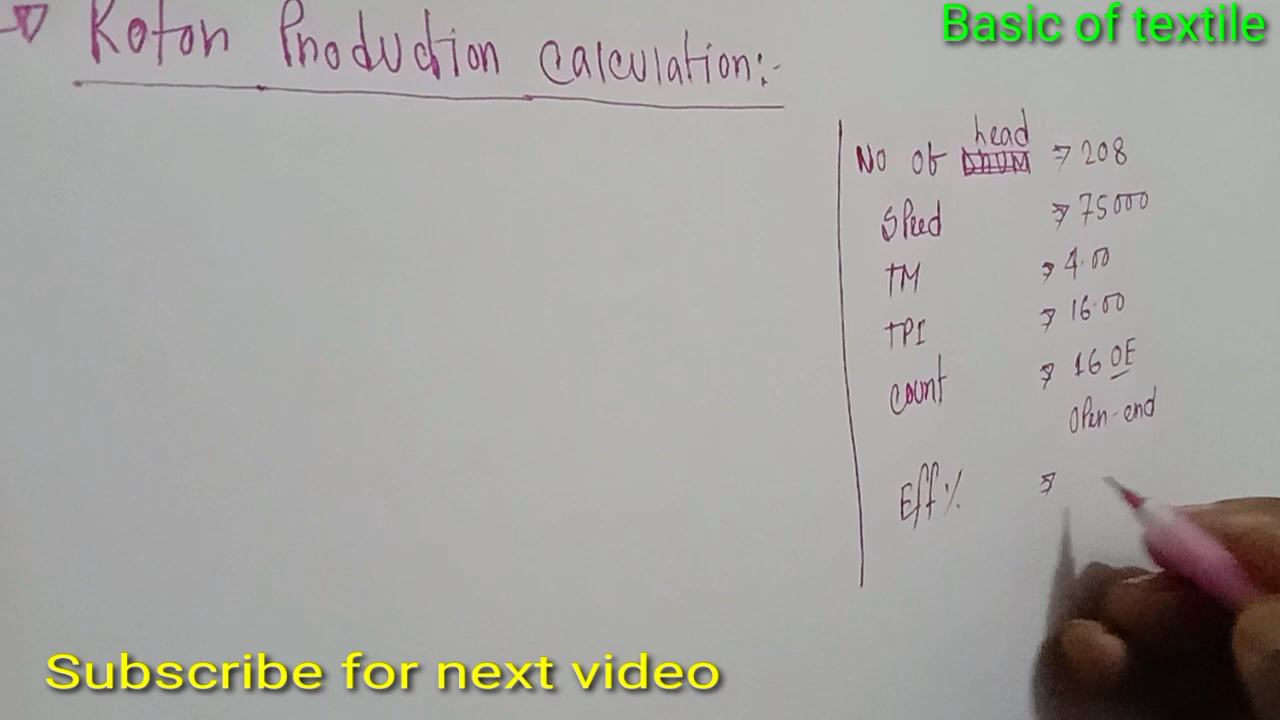 Basic of textile
Koton Production Calculation:-
No of head ⇒ 208
Speed ⇒ 75000
TM ⇒ 4.00
TPI ⇒ 16.00
Count ⇒ 16 OE
Open-end
Eff% ⇒
Subscribe for next video